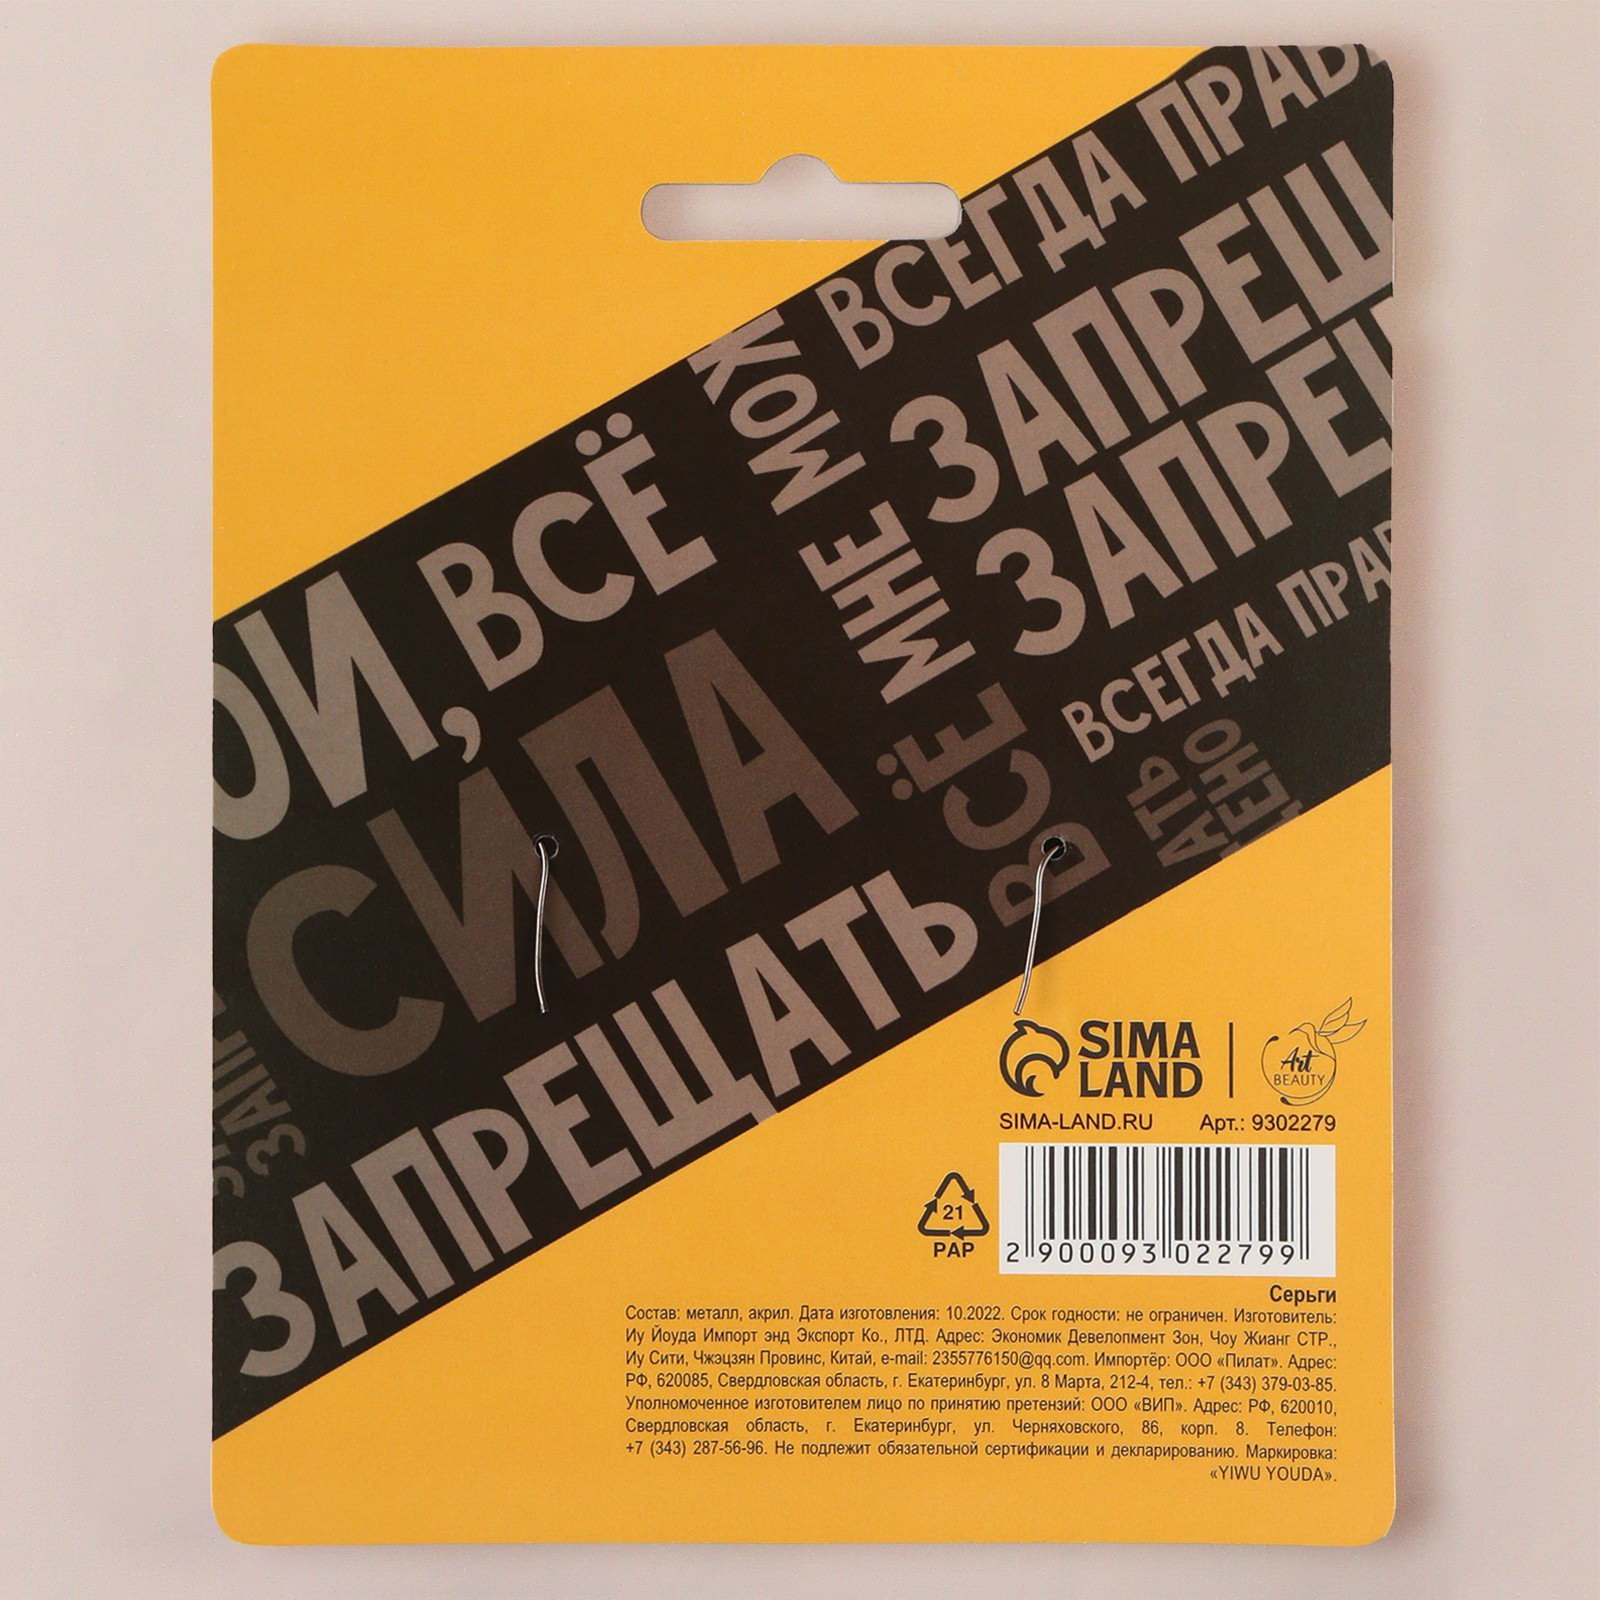 ВСЕГДА
ЗАПРЕЩ
ЗАПРЕ
КОМ
МНЕ
ВСЁ
ВСЕГДА
АТЬ
ОЙ, ВСЁ
СИЛА
ЗАПРЕЩАТЬ
SIMA
LAND
Art
BEAUTY
SIMA-LAND.RU Арт.: 9302279
21
PAP
2 900093 022799
Серьги
Состав: металл, акрил. Дата изготовления: 10.2022. Срок годности: не ограничен. Изготовитель:
Иу Йоуда Импорт энд Экспорт Ко., ЛТД. Адрес: Экономик Девелопмент Зон, Чоу Жианг СТР.,
Иу Сити, Чжэцзян Провинс, Китай, e-mail: 2355776150@qq.com. Импортёр: ООО «Пилат». Адрес:
РФ, 620085, Свердловская область, г. Екатеринбург, ул. 8 Марта, 212-4, тел.: +7 (343) 379-03-85.
Уполномоченное изготовителем лицо по принятию претензий: ООО «ВИП». Адрес: РФ, 620010,
Свердловская область, г. Екатеринбург, ул. Черняховского, 86, корп. 8. Телефон:
+7 (343) 287-56-96. Не подлежит обязательной сертификации и декларированию. Маркировка:
«YIWU YOUDA».